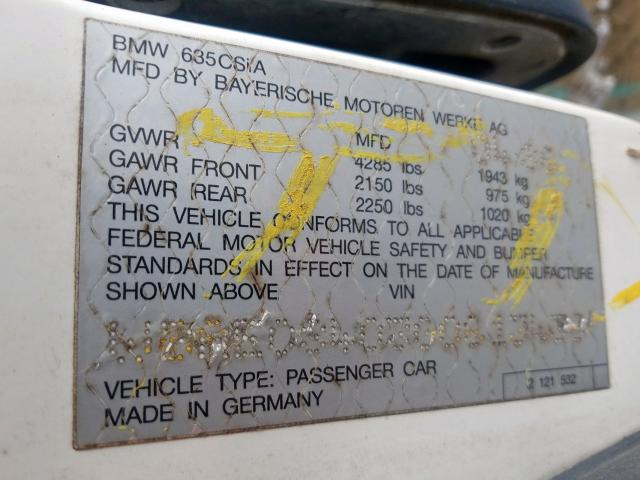 BMW 635CSiA
MFD BY BAYERISCHE MOTOREN WERKE AG
MFD
GVWR 4285 lbs 1943 kg
GAWR FRONT 2150 lbs 975 kg
GAWR REAR 2250 lbs 1020 kg
THIS VEHICLE CONFORMS TO ALL APPLICABLE
FEDERAL MOTOR VEHICLE SAFETY AND BUMPER
STANDARDS IN EFFECT ON THE DATE OF MANUFACTURE
SHOWN ABOVE VIN
VEHICLE TYPE: PASSENGER CAR
2 121 532
MADE IN GERMANY